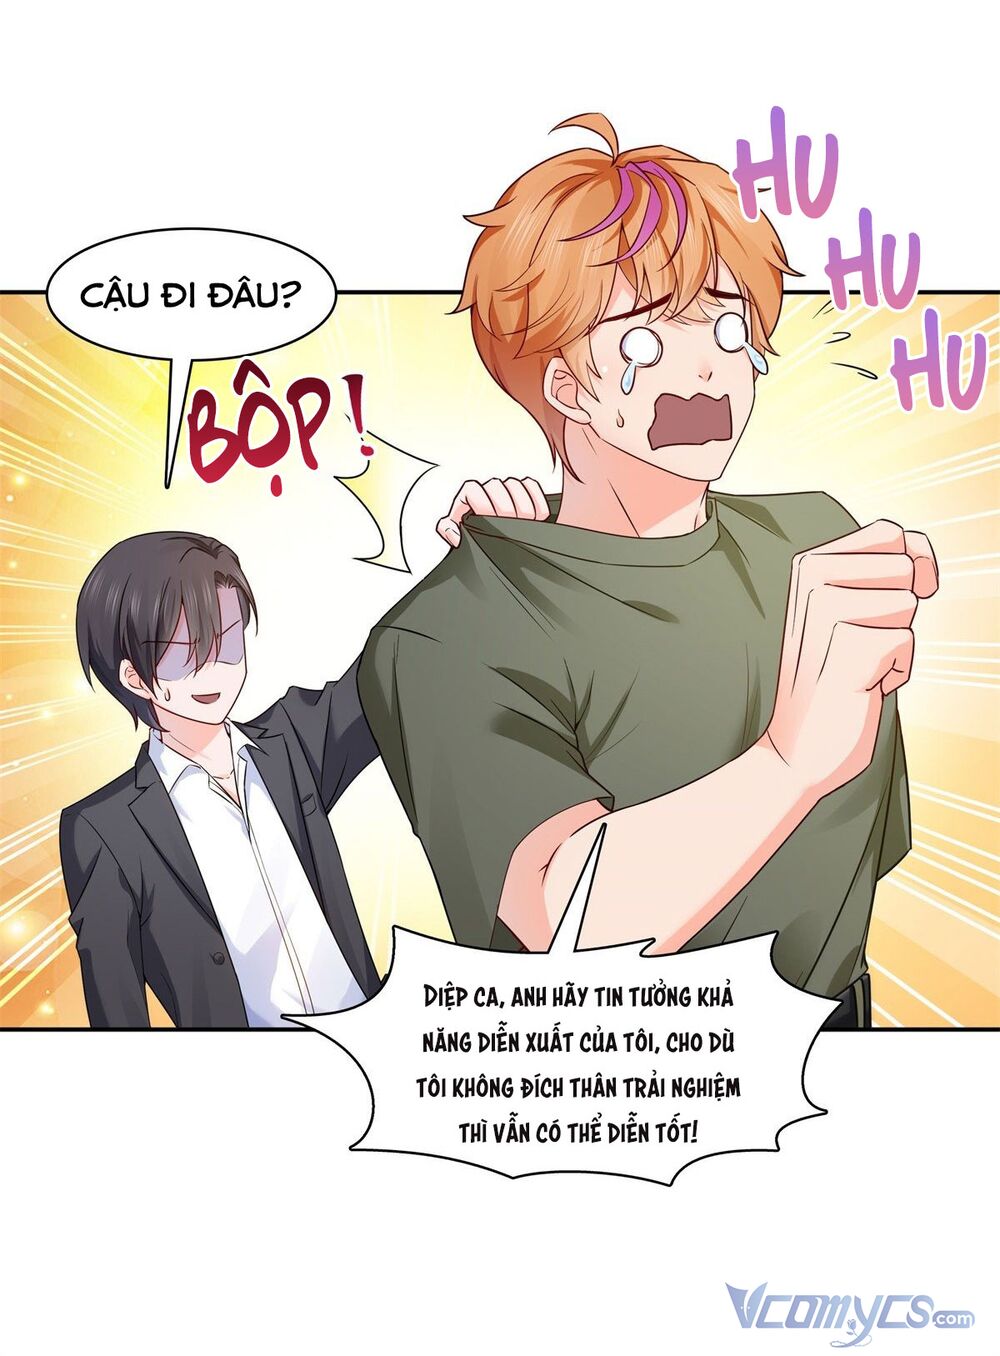 HU
HU
HU
CẬU ĐI ĐÂU?
BỘP!
DIỆP CA, ANH HÃY TIN TƯỞNG KHẢ
NĂNG DIỄN XUẤT CỦA TÔI, CHO DÙ
TÔI KHÔNG ĐÍCH THÂN TRẢI NGHIỆM
THÌ VẪN CÓ THỂ DIỄN TỐT!
VCOMYCS.com